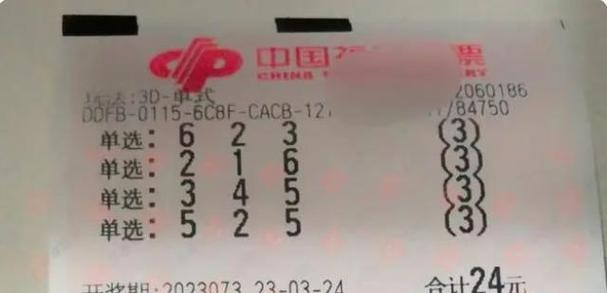 中国 票
CHINA RY
玩法:3D-单式 2060186
DDFB-0115-6C8F-CACB-12 /84750
单选: 6 2 3 (3)
单选: 2 1 6 (3)
单选: 3 4 5 (3)
单选: 5 2 5 (3)
开奖期:2023073 23-03-24 合计24元